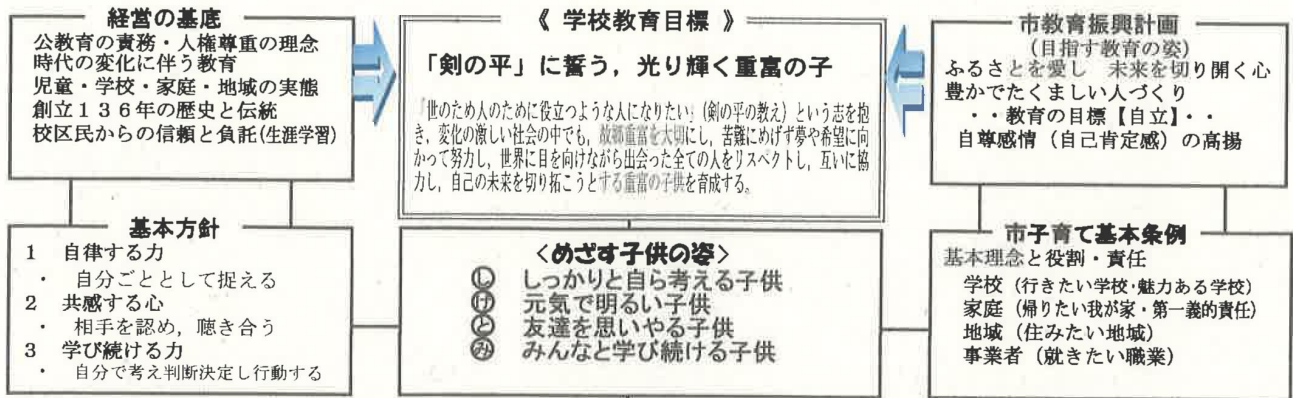 経営の基底
公教育の責務・人権尊重の理念
時代の変化に伴う教育
児童・学校・家庭・地域の実態
創立136年の歴史と伝統
校区民からの信頼と負託(生涯学習)
《 学校教育目標 》
「剣の平」に誓う，光り輝く重富の子
「世のため人のために役立つような人になりたい」(剣の平の教え)という志を抱
き，変化の激しい社会の中でも，故郷重富を大切にし，苦難にめげず夢や希望に向
かって努力し，世界に目を向けながら出会った全ての人をリスペクトし，互いに協
力し，自己の未来を切り拓こうとする重富の子供を育成する。
市教育振興計画
(目指す教育の姿)
ふるさとを愛し 未来を切り開く心
豊かでたくましい人づくり
・・教育の目標【自立】・・
自尊感情（自己肯定感）の高揚
基本方針
1 自律する力
・ 自分ごととして捉える
2 共感する心
・ 相手を認め，聴き合う
3 学び続ける力
・ 自分で考え判断決定し行動する
＜めざす子供の姿＞
㋛ しっかりと自ら考える子供
㋘ 元気で明るい子供
㋣ 友達を思いやる子供
㋯ みんなと学び続ける子供
市子育て基本条例
基本理念と役割・責任
学校（行きたい学校・魅力ある学校）
家庭（帰りたい我が家・第一義的責任）
地域（住みたい地域）
事業者（就きたい職業）